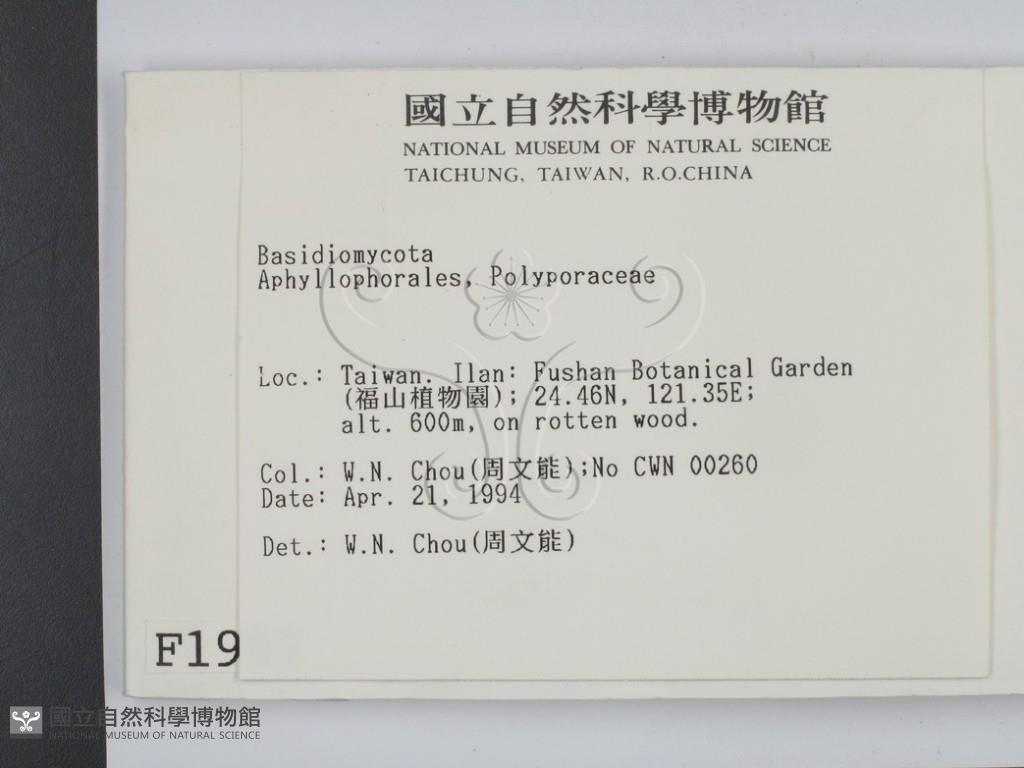 國立自然科學博物館
NATIONAL MUSEUM OF NATURAL SCIENCE
TAICHUNG, TAIWAN, R.O.CHINA
Basidiomycota
Aphyllophorales, Polyporaceae
Loc.: Taiwan. Ilan: Fushan Botanical Garden
(福山植物園); 24.46N, 121.35E;
alt. 600m, on rotten wood.
Col.: W.N. Chou(周文能);No CWN 00260
Date: Apr. 21, 1994
Det.: W.N. Chou(周文能)
F19
國立自然科學博物館
NATIONAL MUSEUM OF NATURAL SCIENCE